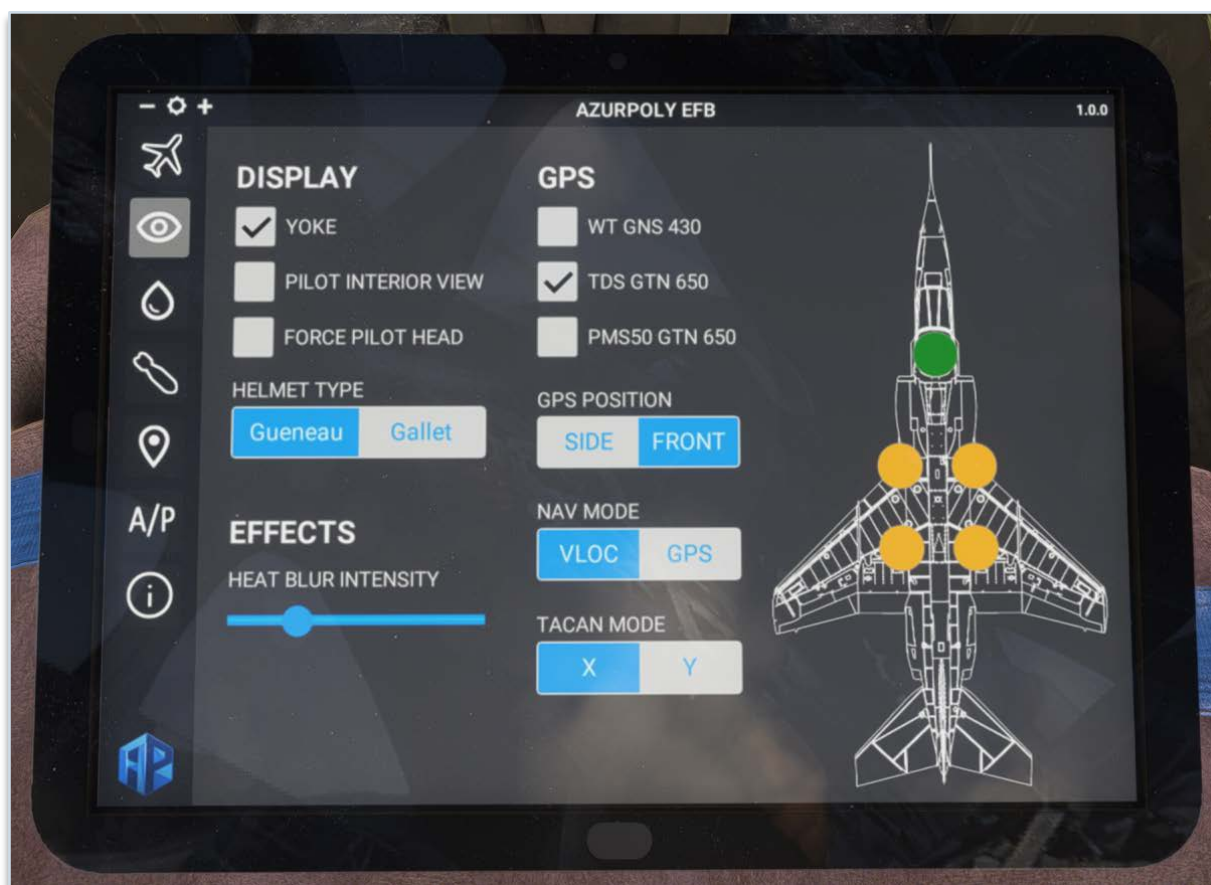 AZURPOLY EFB
1.0.0
DISPLAY
YOKE
PILOT INTERIOR VIEW
FORCE PILOT HEAD
HELMET TYPE
Gueneau Gallet
EFFECTS
HEAT BLUR INTENSITY
GPS
WT GNS 430
TDS GTN 650
PMS50 GTN 650
GPS POSITION
SIDE FRONT
NAV MODE
VLOC GPS
TACAN MODE
X Y
A/P
AP